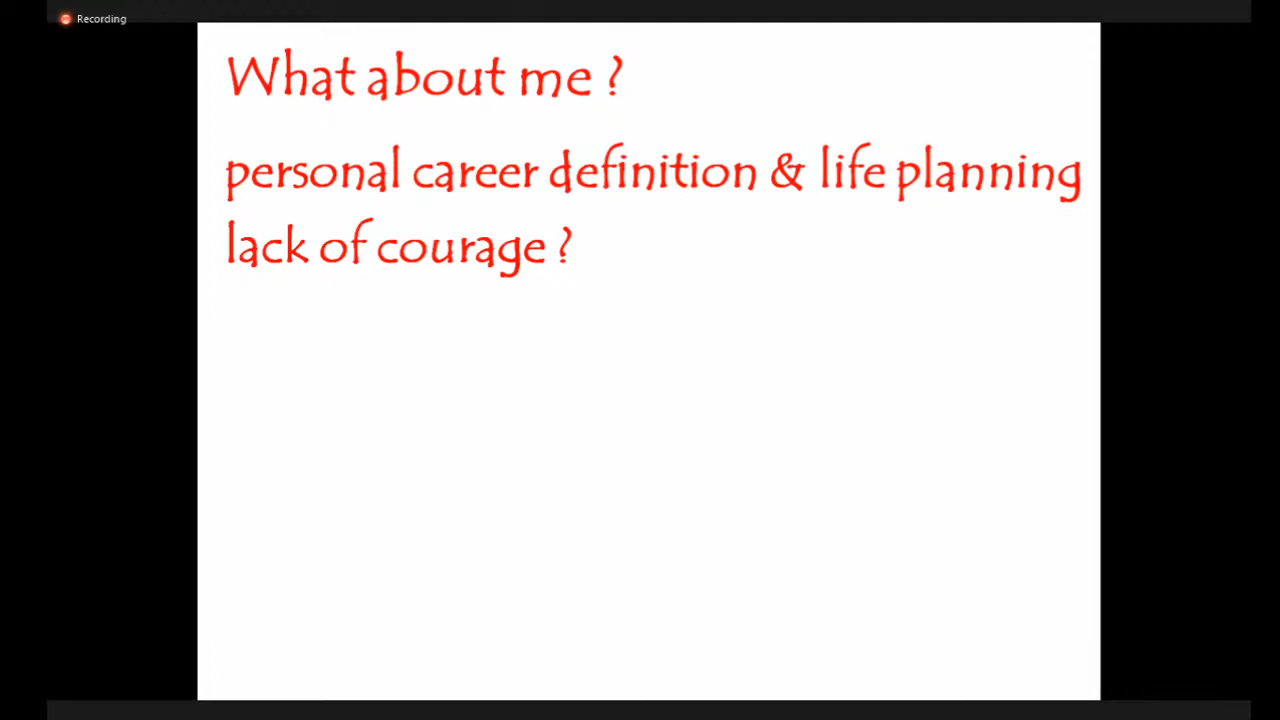 Recording
What about me ?
personal career definition & life planning
lack of courage ?